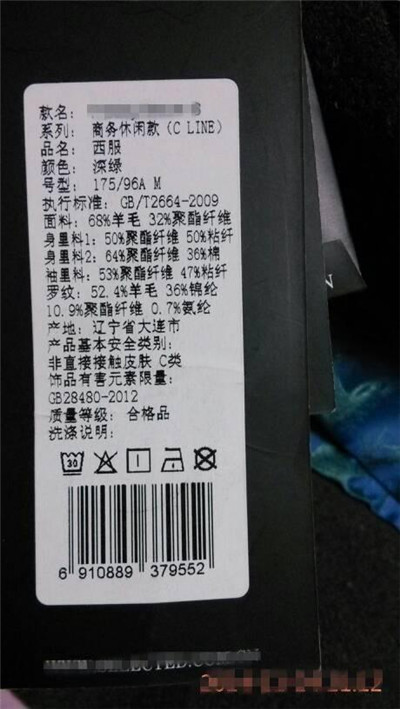 款名：
系列： 商务休闲款（C LINE）
品名： 西服
颜色： 深绿
号型： 175/96A M
执行标准： GB/T2664-2009
面料：68%羊毛 32%聚酯纤维
身里料1：50%聚酯纤维 50%粘纤
身里料2：64%聚酯纤维 36%棉
袖里料：53%聚酯纤维 47%粘纤
罗纹：52.4%羊毛 36%锦纶
10.9%聚酯纤维 0.7%氨纶
产地：辽宁省大连市
产品基本安全类别：
非直接接触皮肤 C类
饰品有害元素限量：
GB28480-2012
质量等级： 合格品
洗涤说明：
30
6 910889 379552
N